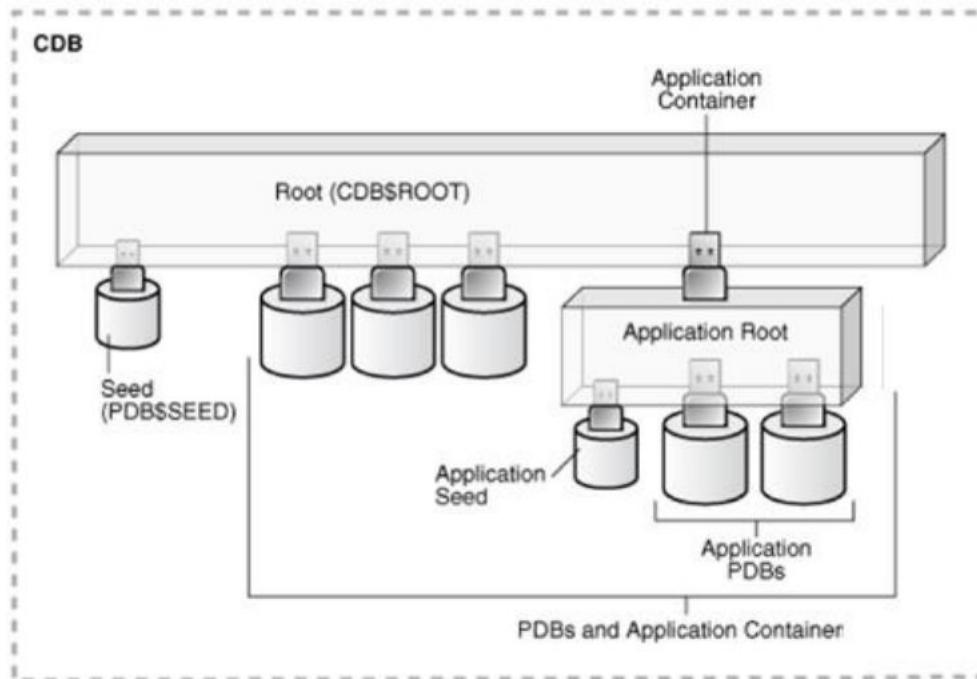 CDB
Application
Container
Root (CDB$ROOT)
Application Root
Seed
(PDB$SEED)
Application
Seed
Application
PDBs
PDBs and Application Container